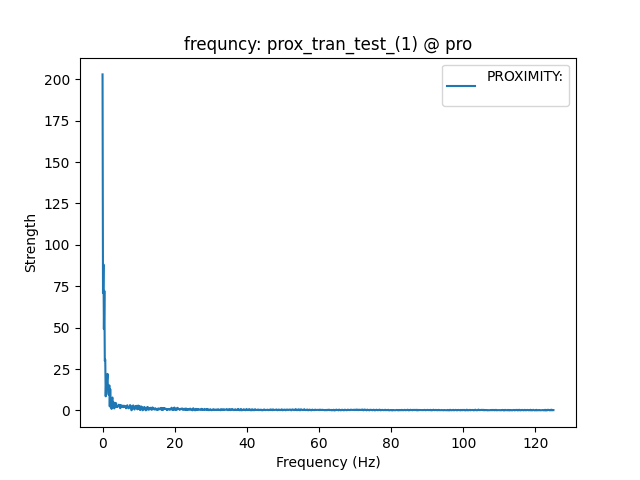 frequncy: prox_tran_test_(1) @ pro
PROXIMITY:
200
175
150
125
100
75
50
25
0
Strength
0 20 40 60 80 100 120
Frequency (Hz)